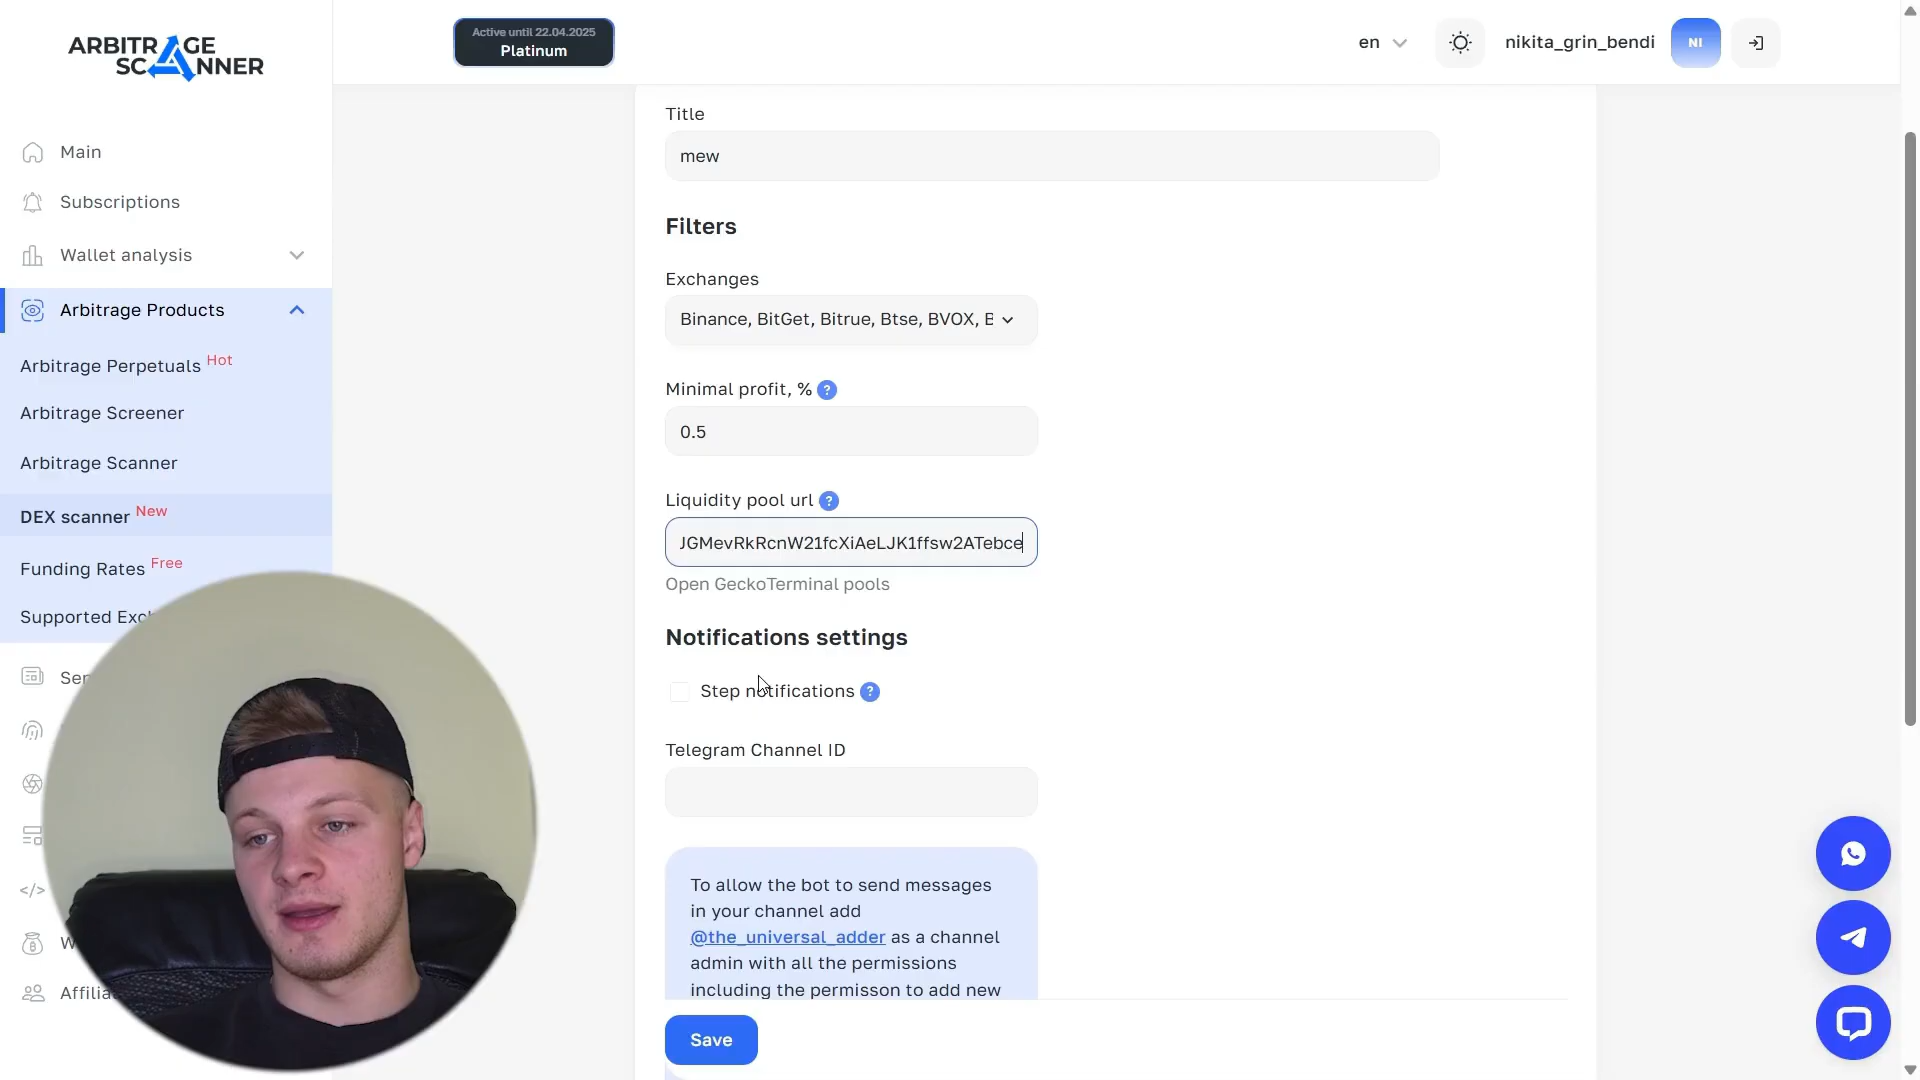 ARBITRAGE
SCANNER
Active until 22.04.2025
Platinum
en
nikita_grin_bendi
NI
Main
Subscriptions
Wallet analysis
Arbitrage Products
Arbitrage Perpetuals Hot
Arbitrage Screener
Arbitrage Scanner
DEX scanner New
Funding Rates Free
Supported Exc
Ser
W
Affilia
Title
mew
Filters
Exchanges
Binance, BitGet, Bitrue, Btse, BVOX, B
Minimal profit, % ?
0.5
Liquidity pool url ?
JGMevRkRcnW21fcXiAeLJK1ffsw2ATebce
Open GeckoTerminal pools
Notifications settings
Step notifications ?
Telegram Channel ID
To allow the bot to send messages
in your channel add
@the_universal_adder as a channel
admin with all the permissions
including the permisson to add new
Save